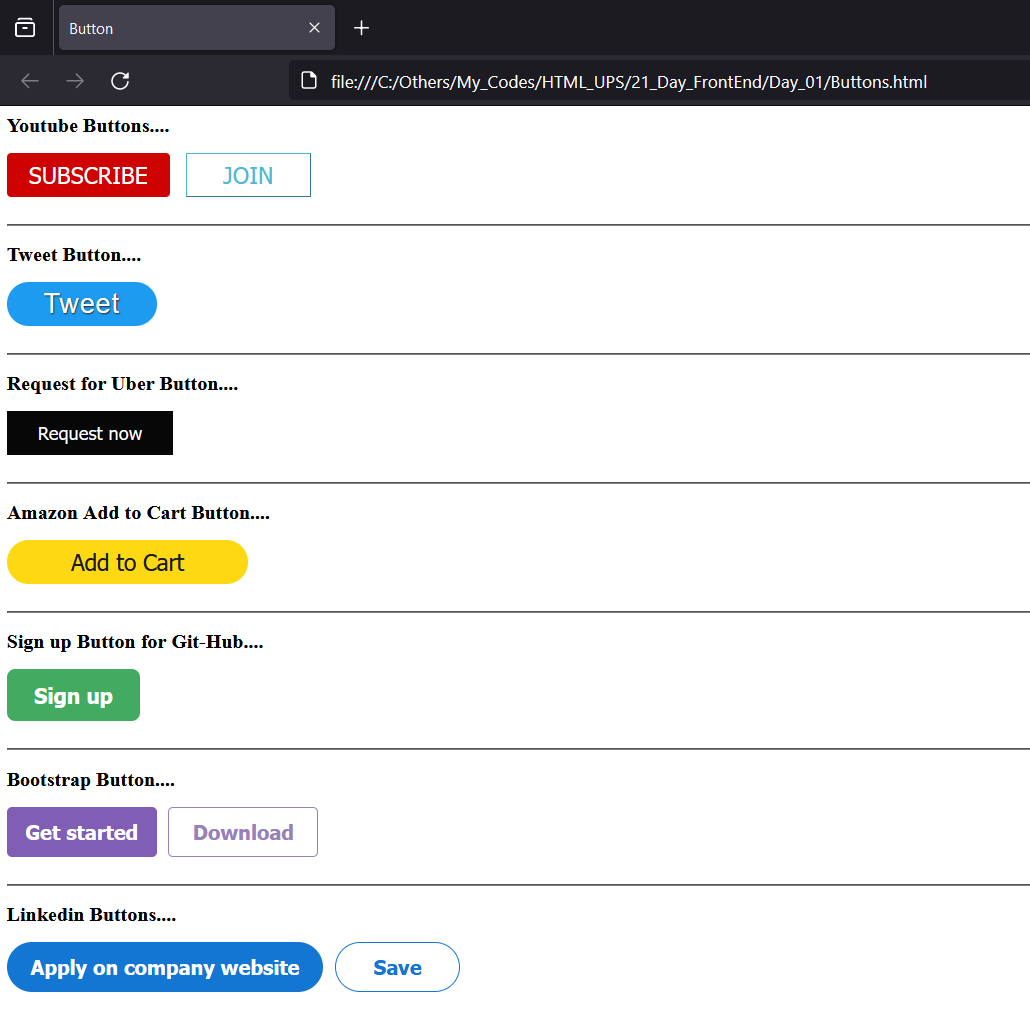 Button
file:///C:/Others/My_Codes/HTML_UPS/21_Day_FrontEnd/Day_01/Buttons.html
Youtube Buttons....
SUBSCRIBE JOIN
Tweet Button....
Tweet
Request for Uber Button....
Request now
Amazon Add to Cart Button....
Add to Cart
Sign up Button for Git-Hub....
Sign up
Bootstrap Button....
Get started Download
Linkedin Buttons....
Apply on company website Save